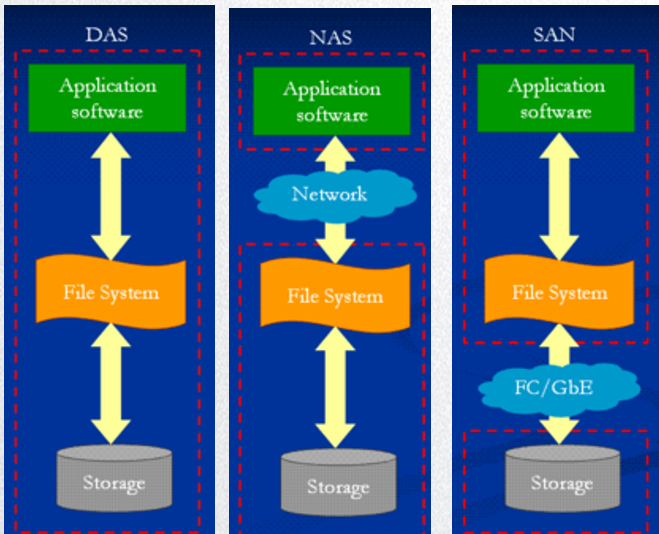 DAS
Application
software
File System
Storage
NAS
Application
software
Network
File System
Storage
SAN
Application
software
File System
FC/GbE
Storage